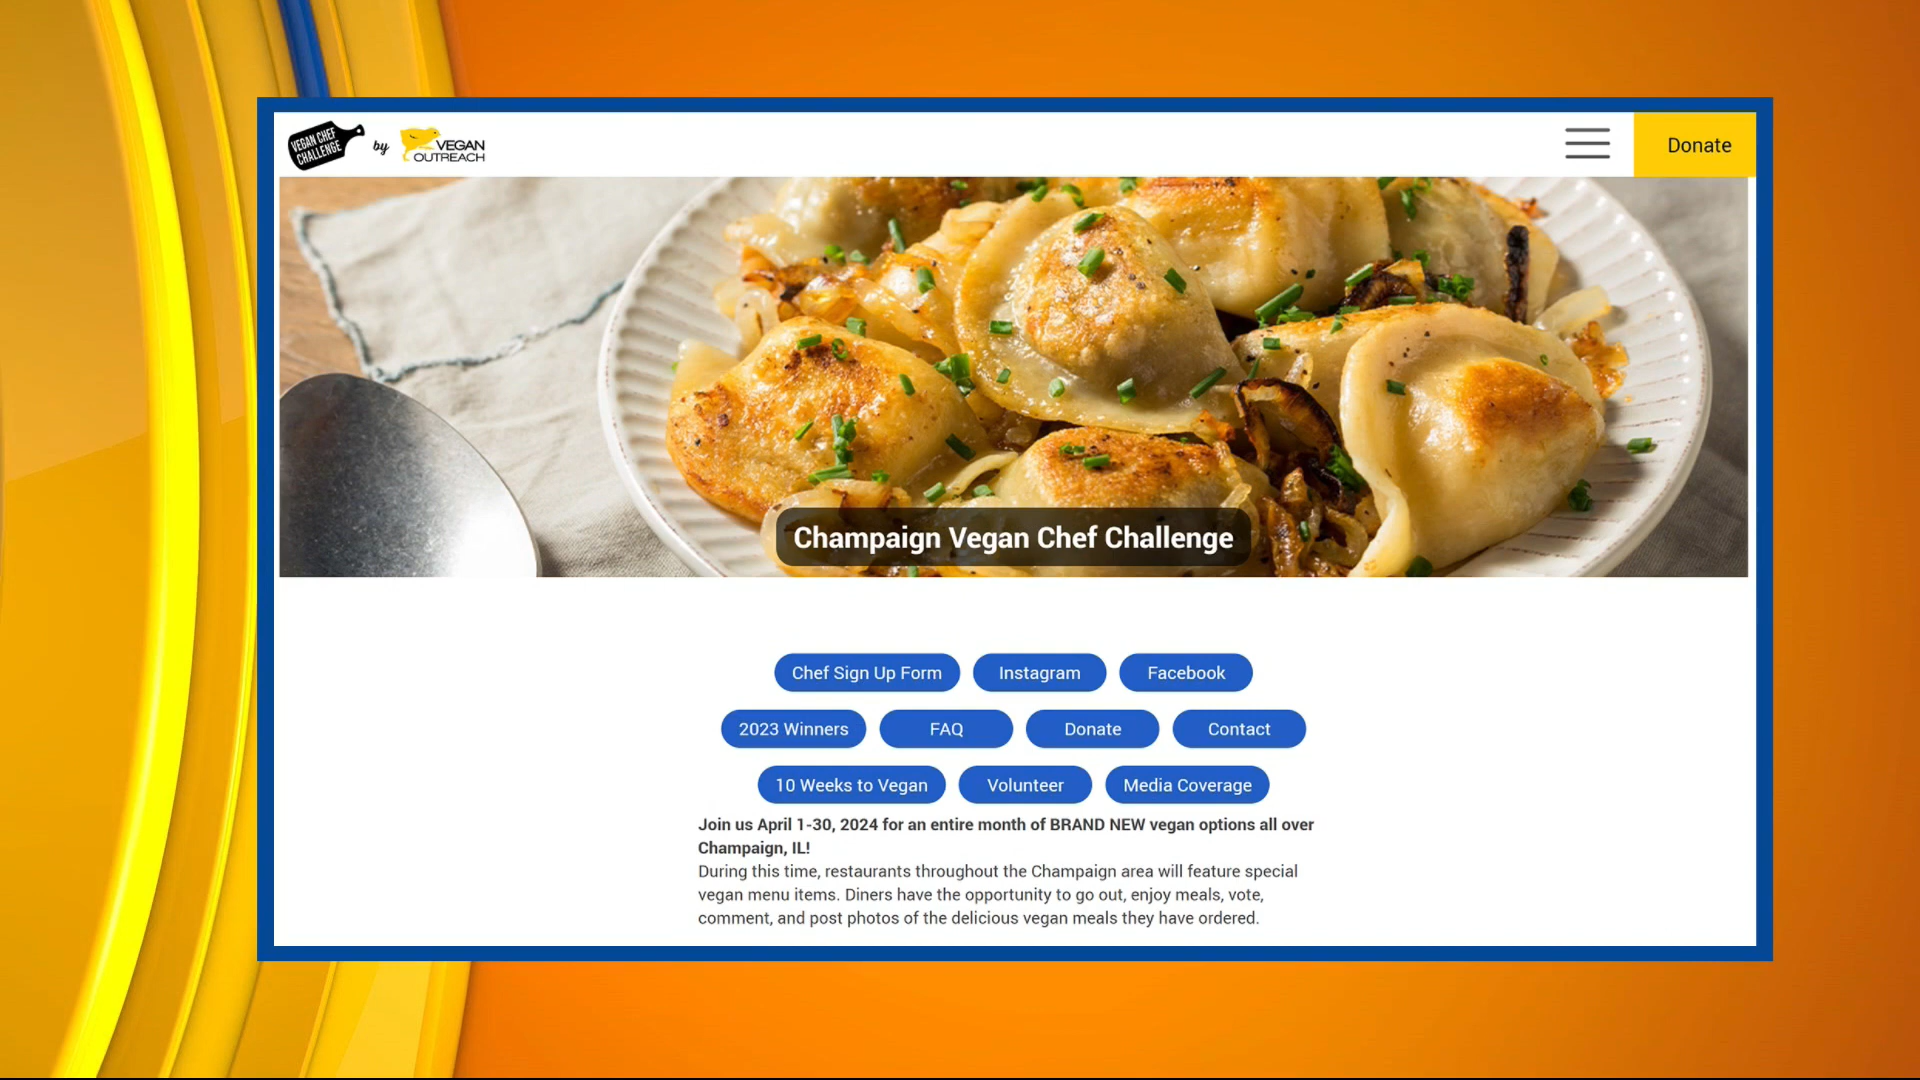 VEGAN CHEF
CHALLENGE
by
VEGAN
OUTREACH
Donate
Champaign Vegan Chef Challenge
Chef Sign Up Form
Instagram
Facebook
2023 Winners
FAQ
Donate
Contact
10 Weeks to Vegan
Volunteer
Media Coverage
Join us April 1-30, 2024 for an entire month of BRAND NEW vegan options all over
Champaign, IL!
During this time, restaurants throughout the Champaign area will feature special
vegan menu items. Diners have the opportunity to go out, enjoy meals, vote,
comment, and post photos of the delicious vegan meals they have ordered.